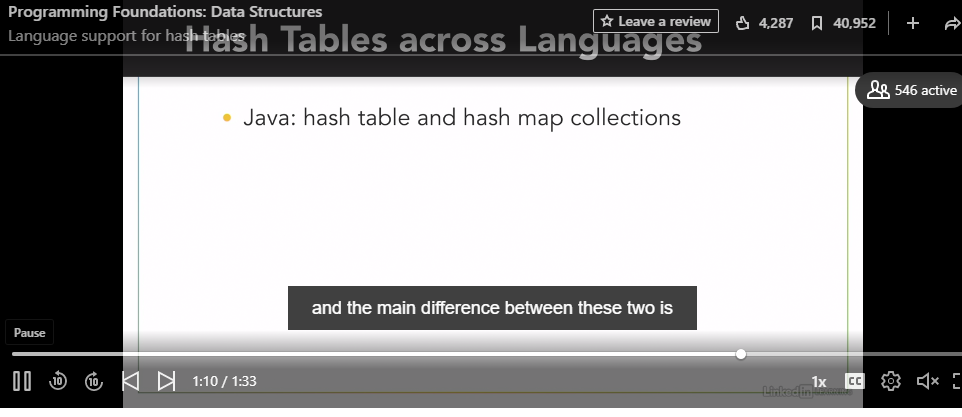 Programming Foundations: Data Structures
Language support for hash tables
Leave a review
4,287
40,952
Hash Tables across Languages
546 active
Java: hash table and hash map collections
and the main difference between these two is
Pause
10
10
1:10 / 1:33
1x
CC
Linked in